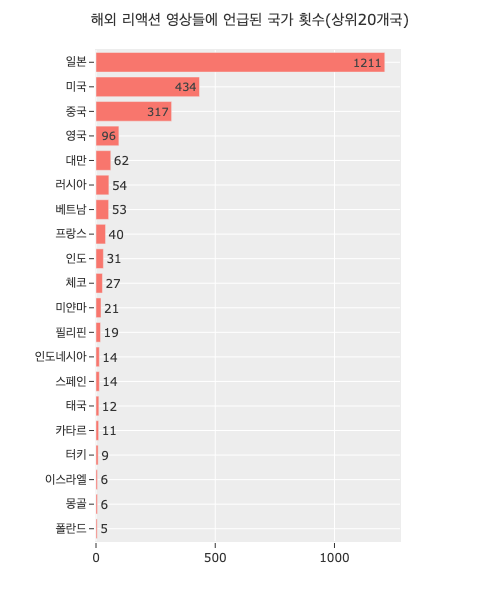 해외 리액션 영상들에 언급된 국가 횟수(상위20개국)
일본 1211
미국 434
중국 317
영국 96
대만 62
러시아 54
베트남 53
프랑스 40
인도 31
체코 27
미얀마 21
필리핀 19
인도네시아 14
스페인 14
태국 12
카타르 11
터키 9
이스라엘 6
몽골 6
폴란드 5
0 500 1000